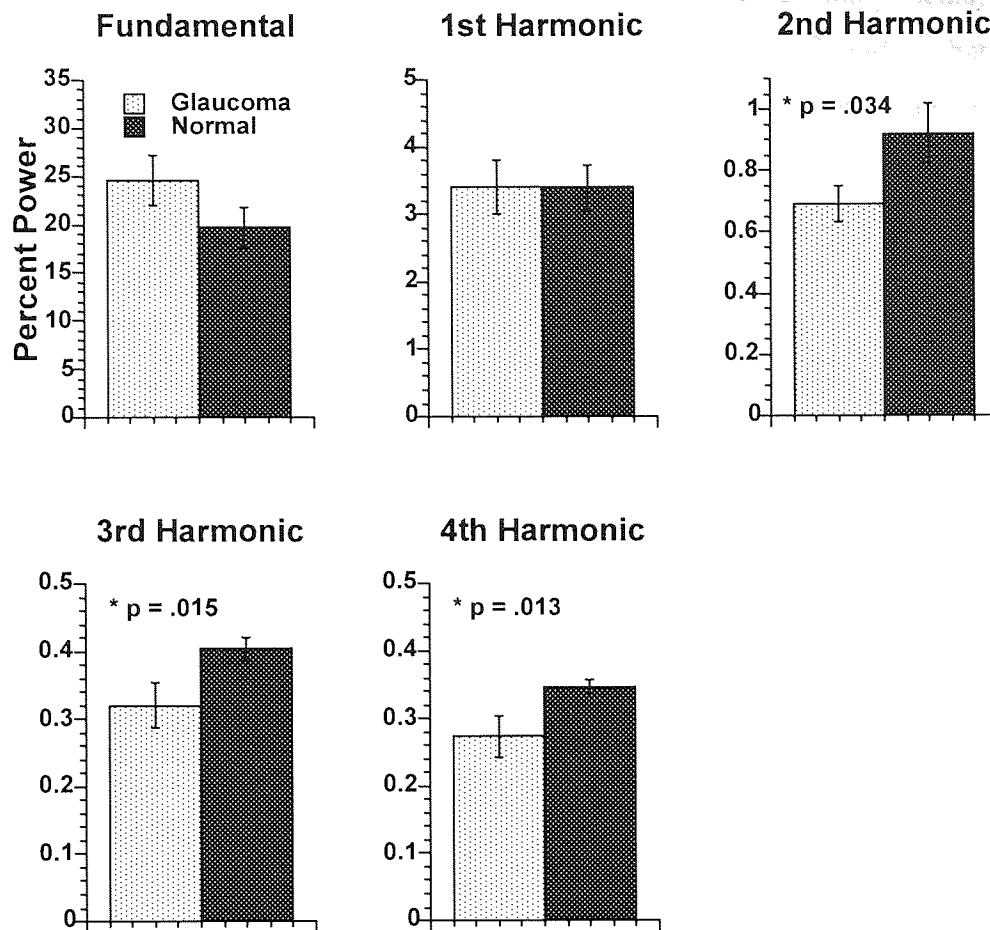 Fundamental
1st Harmonic
2nd Harmonic
Percent Power
35
30
25
20
15
10
5
0
Glaucoma
Normal
5
4
3
2
1
0
1
0.8
0.6
0.4
0.2
0
* p = .034
3rd Harmonic
4th Harmonic
0.5
0.4
0.3
0.2
0.1
0
* p = .015
0.5
0.4
0.3
0.2
0.1
0
* p = .013